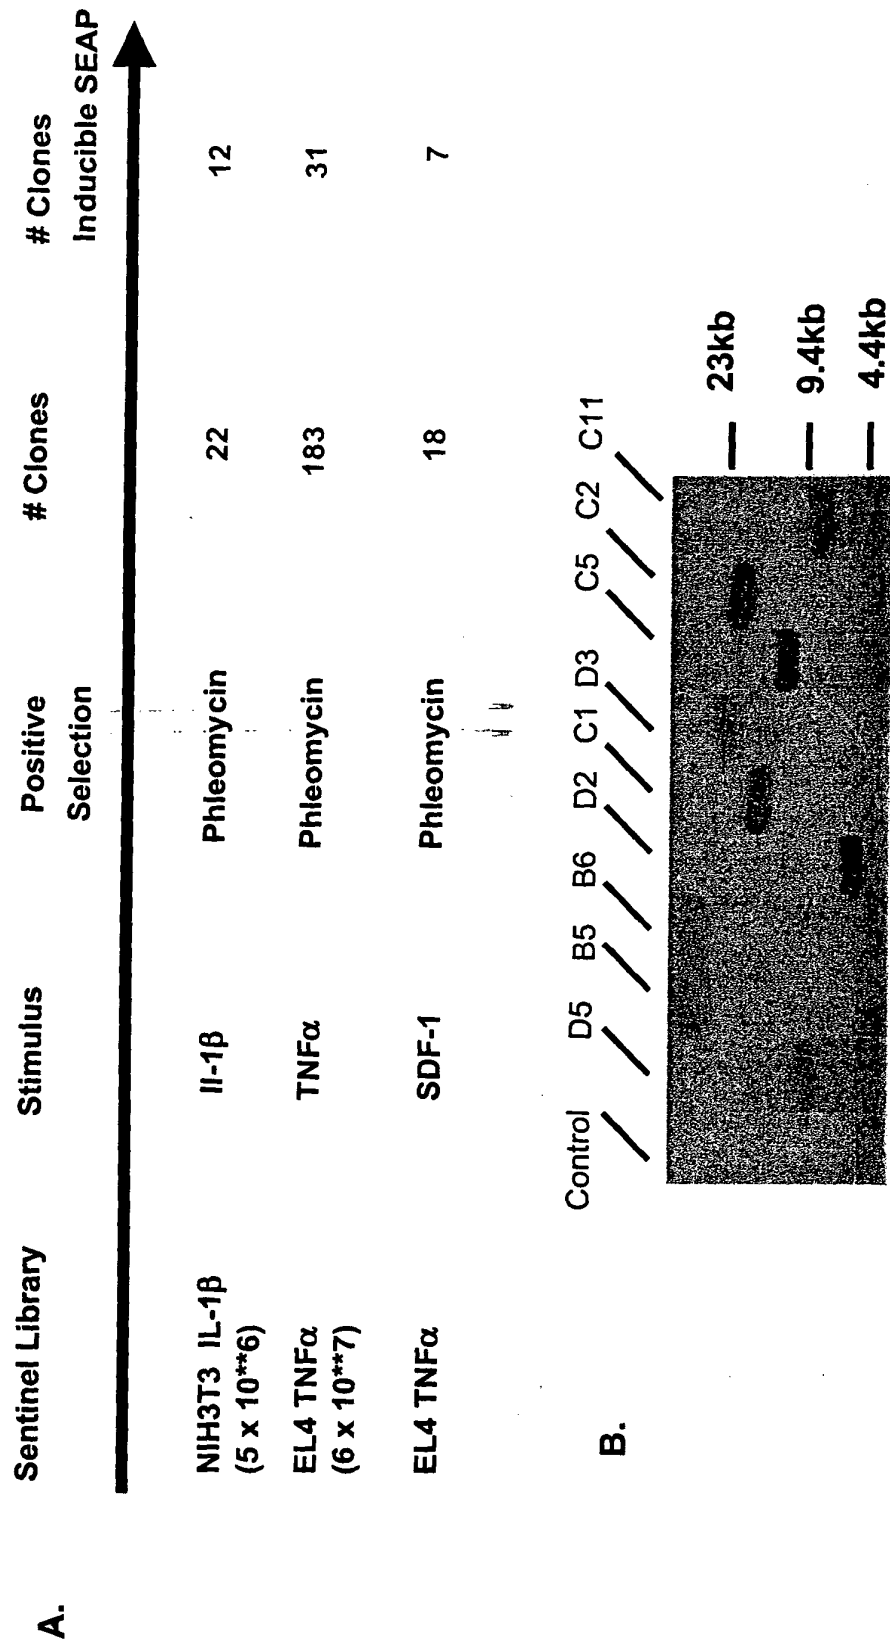 A.
Sentinel Library Stimulus Positive Selection # Clones # Clones Inducible SEAP
NIH3T3 IL-1β Il-1β Phleomycin 22 12
(5 x 10**6)
EL4 TNFα TNFα Phleomycin 183 31
(6 x 10**7)
EL4 TNFα SDF-1 Phleomycin 18 7
B.
Control D5 B5 B6 D2 C1 D3 C5 C2 C11
23kb
9.4kb
4.4kb